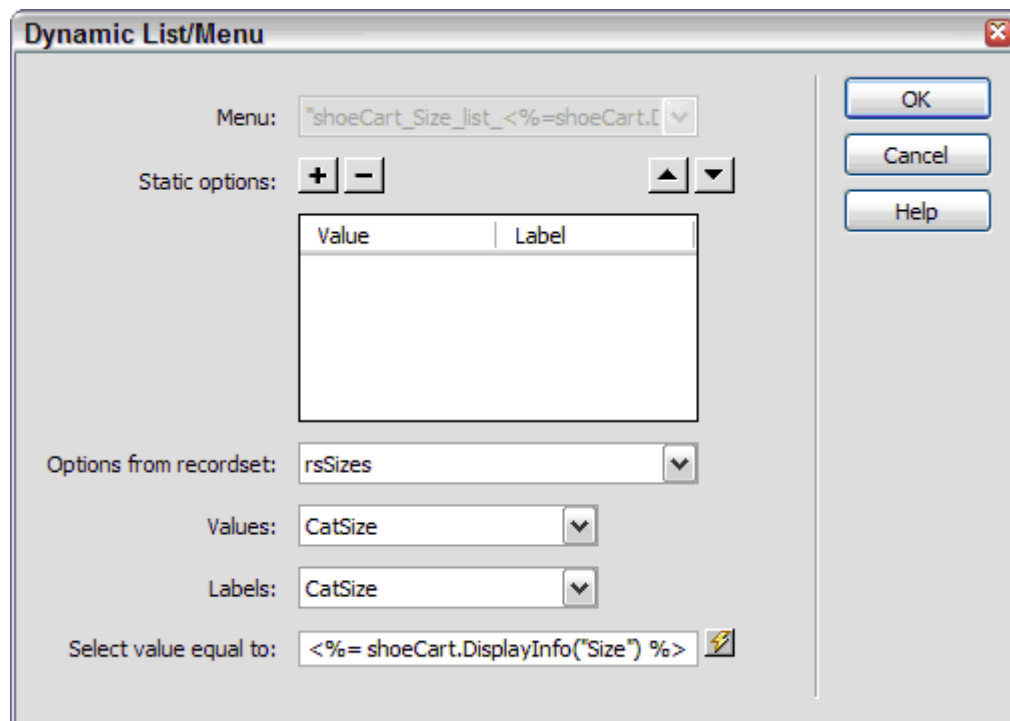 Dynamic List/Menu
Menu: "shoeCart_Size_list_<%=shoeCart.D
Static options:
Value Label
Options from recordset: rsSizes
Values: CatSize
Labels: CatSize
Select value equal to: <%= shoeCart.DisplayInfo("Size") %>
OK
Cancel
Help